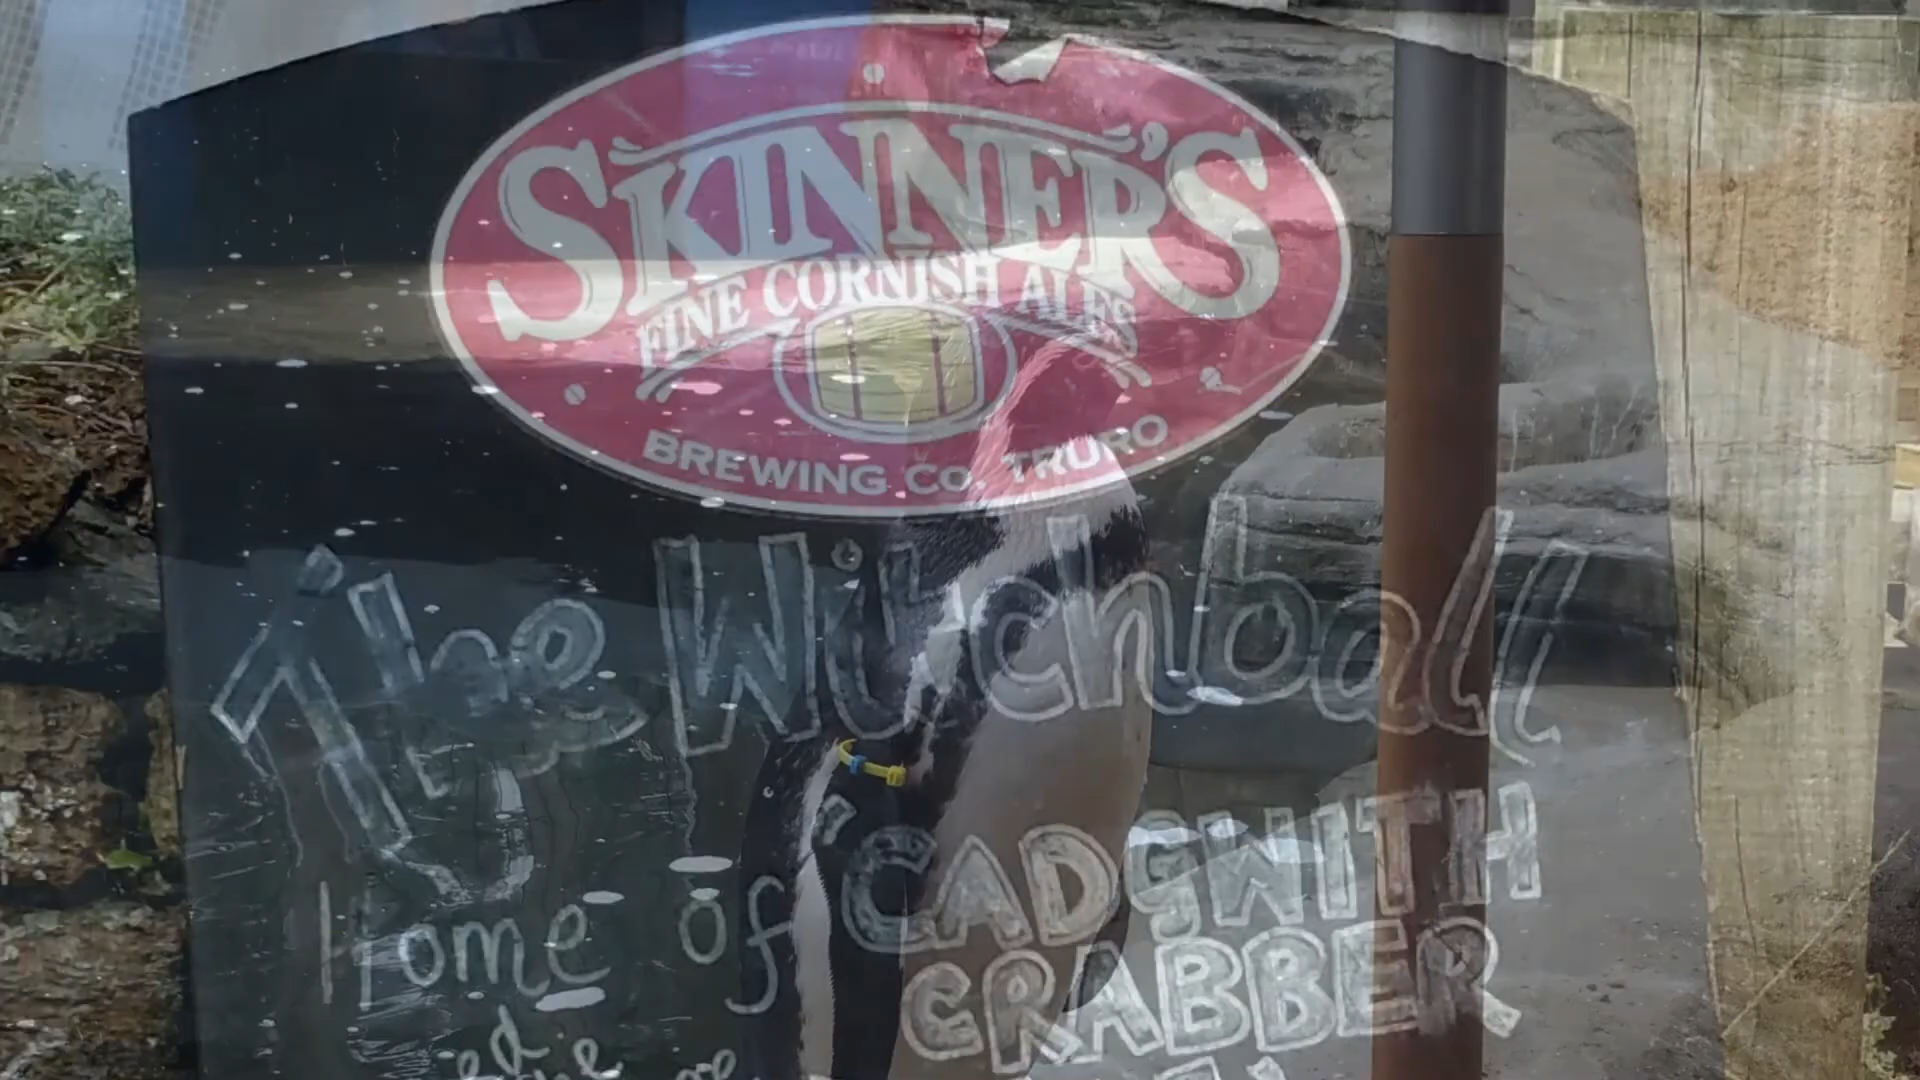 SKINNER'S
FINE CORNISH ALES
BREWING CO. TRURO
The Witchball
Home of "CADGWITH
CRABBER